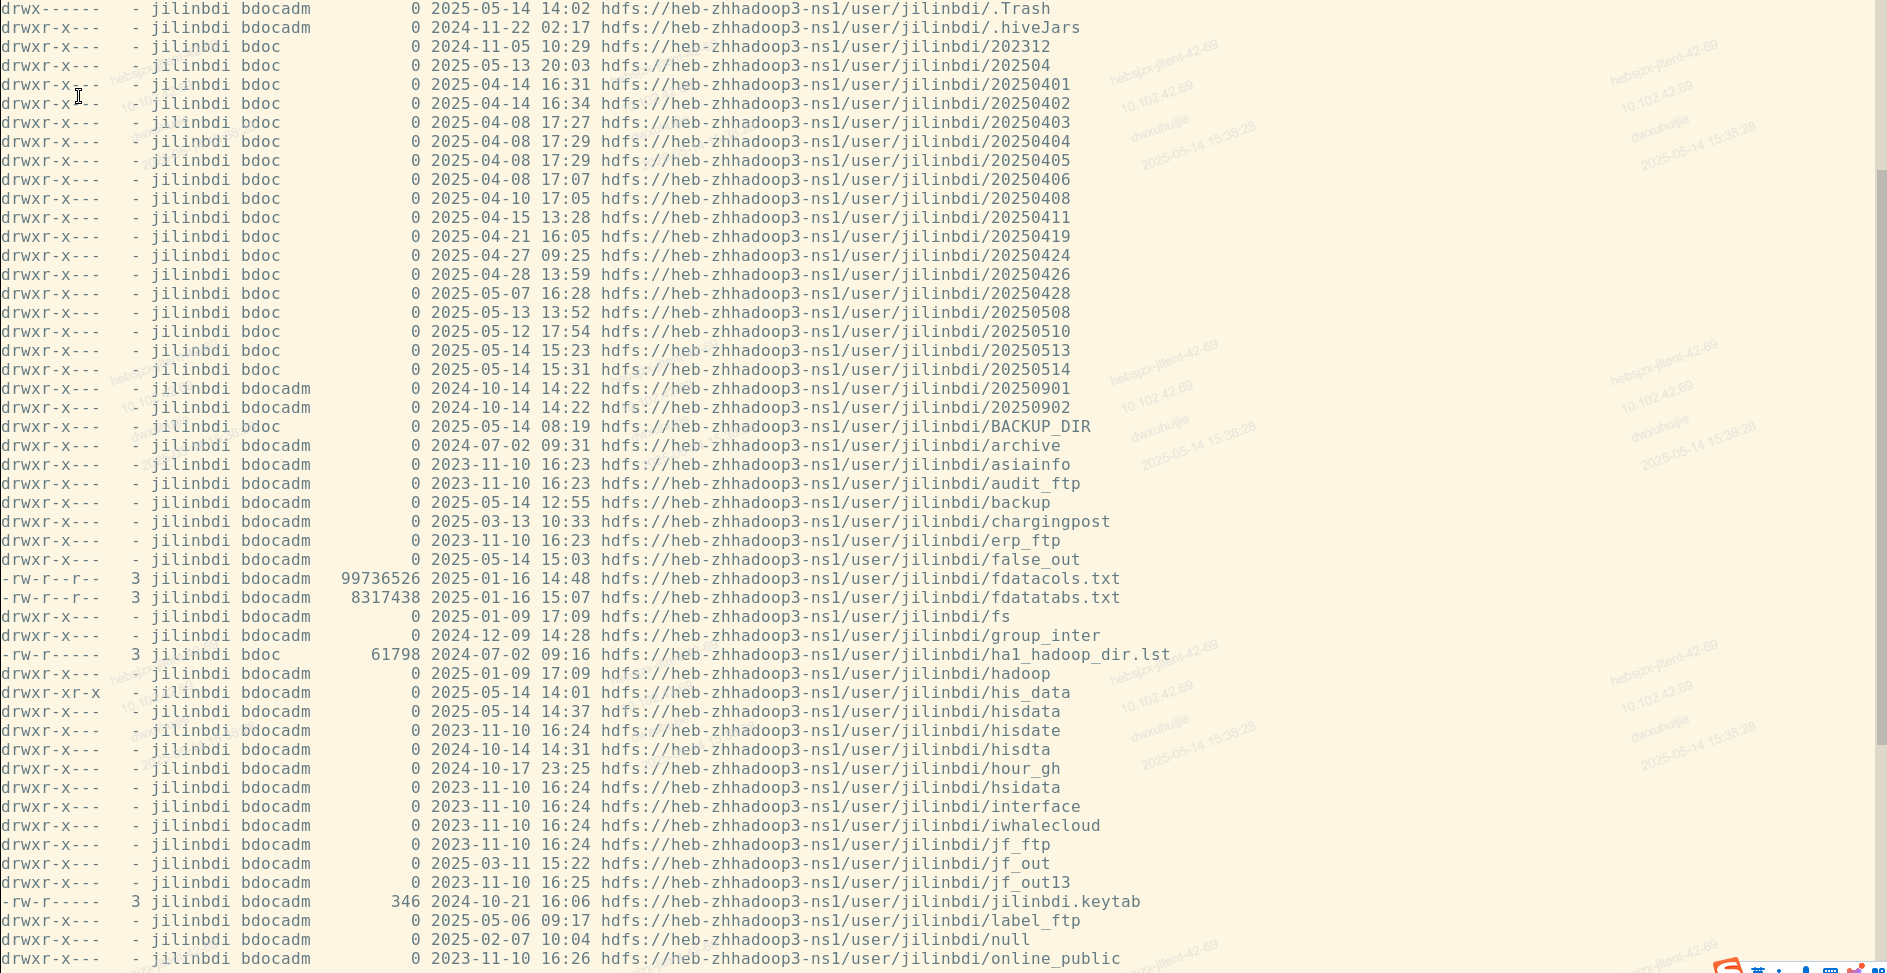 drwx------   - jilinbdi bdocadm          0 2025-05-14 14:02 hdfs://heb-zhhadoop3-ns1/user/jilinbdi/.Trash
drwxr-x---   - jilinbdi bdocadm          0 2024-11-22 02:17 hdfs://heb-zhhadoop3-ns1/user/jilinbdi/.hiveJars
drwxr-x---   - jilinbdi bdoc             0 2024-11-05 10:29 hdfs://heb-zhhadoop3-ns1/user/jilinbdi/202312
drwxr-x---   - jilinbdi bdoc             0 2025-05-13 20:03 hdfs://heb-zhhadoop3-ns1/user/jilinbdi/202504
drwxr-x---   - jilinbdi bdoc             0 2025-04-14 16:31 hdfs://heb-zhhadoop3-ns1/user/jilinbdi/20250401
drwxr-x---   - jilinbdi bdoc             0 2025-04-14 16:34 hdfs://heb-zhhadoop3-ns1/user/jilinbdi/20250402
drwxr-x---   - jilinbdi bdoc             0 2025-04-08 17:27 hdfs://heb-zhhadoop3-ns1/user/jilinbdi/20250403
drwxr-x---   - jilinbdi bdoc             0 2025-04-08 17:29 hdfs://heb-zhhadoop3-ns1/user/jilinbdi/20250404
drwxr-x---   - jilinbdi bdoc             0 2025-04-08 17:29 hdfs://heb-zhhadoop3-ns1/user/jilinbdi/20250405
drwxr-x---   - jilinbdi bdoc             0 2025-04-08 17:07 hdfs://heb-zhhadoop3-ns1/user/jilinbdi/20250406
drwxr-x---   - jilinbdi bdoc             0 2025-04-10 17:05 hdfs://heb-zhhadoop3-ns1/user/jilinbdi/20250408
drwxr-x---   - jilinbdi bdoc             0 2025-04-15 13:28 hdfs://heb-zhhadoop3-ns1/user/jilinbdi/20250411
drwxr-x---   - jilinbdi bdoc             0 2025-04-21 16:05 hdfs://heb-zhhadoop3-ns1/user/jilinbdi/20250419
drwxr-x---   - jilinbdi bdoc             0 2025-04-27 09:25 hdfs://heb-zhhadoop3-ns1/user/jilinbdi/20250424
drwxr-x---   - jilinbdi bdoc             0 2025-04-28 13:59 hdfs://heb-zhhadoop3-ns1/user/jilinbdi/20250426
drwxr-x---   - jilinbdi bdoc             0 2025-05-07 16:28 hdfs://heb-zhhadoop3-ns1/user/jilinbdi/20250428
drwxr-x---   - jilinbdi bdoc             0 2025-05-13 13:52 hdfs://heb-zhhadoop3-ns1/user/jilinbdi/20250508
drwxr-x---   - jilinbdi bdoc             0 2025-05-12 17:54 hdfs://heb-zhhadoop3-ns1/user/jilinbdi/20250510
drwxr-x---   - jilinbdi bdoc             0 2025-05-14 15:23 hdfs://heb-zhhadoop3-ns1/user/jilinbdi/20250513
drwxr-x---   - jilinbdi bdoc             0 2025-05-14 15:31 hdfs://heb-zhhadoop3-ns1/user/jilinbdi/20250514
drwxr-x---   - jilinbdi bdocadm          0 2024-10-14 14:22 hdfs://heb-zhhadoop3-ns1/user/jilinbdi/20250901
drwxr-x---   - jilinbdi bdocadm          0 2024-10-14 14:22 hdfs://heb-zhhadoop3-ns1/user/jilinbdi/20250902
drwxr-x---   - jilinbdi bdoc             0 2025-05-14 08:19 hdfs://heb-zhhadoop3-ns1/user/jilinbdi/BACKUP_DIR
drwxr-x---   - jilinbdi bdocadm          0 2024-07-02 09:31 hdfs://heb-zhhadoop3-ns1/user/jilinbdi/archive
drwxr-x---   - jilinbdi bdocadm          0 2023-11-10 16:23 hdfs://heb-zhhadoop3-ns1/user/jilinbdi/asiainfo
drwxr-x---   - jilinbdi bdocadm          0 2023-11-10 16:23 hdfs://heb-zhhadoop3-ns1/user/jilinbdi/audit_ftp
drwxr-x---   - jilinbdi bdocadm          0 2025-05-14 12:55 hdfs://heb-zhhadoop3-ns1/user/jilinbdi/backup
drwxr-x---   - jilinbdi bdocadm          0 2025-03-13 10:33 hdfs://heb-zhhadoop3-ns1/user/jilinbdi/chargingpost
drwxr-x---   - jilinbdi bdocadm          0 2023-11-10 16:23 hdfs://heb-zhhadoop3-ns1/user/jilinbdi/erp_ftp
drwxr-x---   - jilinbdi bdocadm          0 2025-05-14 15:03 hdfs://heb-zhhadoop3-ns1/user/jilinbdi/false_out
-rw-r--r--   3 jilinbdi bdocadm   99736526 2025-01-16 14:48 hdfs://heb-zhhadoop3-ns1/user/jilinbdi/fdatacols.txt
-rw-r--r--   3 jilinbdi bdocadm    8317438 2025-01-16 15:07 hdfs://heb-zhhadoop3-ns1/user/jilinbdi/fdatatabs.txt
drwxr-x---   - jilinbdi bdocadm          0 2025-01-09 17:09 hdfs://heb-zhhadoop3-ns1/user/jilinbdi/fs
drwxr-x---   - jilinbdi bdocadm          0 2024-12-09 14:28 hdfs://heb-zhhadoop3-ns1/user/jilinbdi/group_inter
-rw-r-----   3 jilinbdi bdoc         61798 2024-07-02 09:16 hdfs://heb-zhhadoop3-ns1/user/jilinbdi/ha1_hadoop_dir.lst
drwxr-x---   - jilinbdi bdocadm          0 2025-01-09 17:09 hdfs://heb-zhhadoop3-ns1/user/jilinbdi/hadoop
drwxr-xr-x   - jilinbdi bdocadm          0 2025-05-14 14:01 hdfs://heb-zhhadoop3-ns1/user/jilinbdi/his_data
drwxr-x---   - jilinbdi bdocadm          0 2025-05-14 14:37 hdfs://heb-zhhadoop3-ns1/user/jilinbdi/hisdata
drwxr-x---   - jilinbdi bdocadm          0 2023-11-10 16:24 hdfs://heb-zhhadoop3-ns1/user/jilinbdi/hisdate
drwxr-x---   - jilinbdi bdocadm          0 2024-10-14 14:31 hdfs://heb-zhhadoop3-ns1/user/jilinbdi/hisdta
drwxr-x---   - jilinbdi bdocadm          0 2024-10-17 23:25 hdfs://heb-zhhadoop3-ns1/user/jilinbdi/hour_gh
drwxr-x---   - jilinbdi bdocadm          0 2023-11-10 16:24 hdfs://heb-zhhadoop3-ns1/user/jilinbdi/hsidata
drwxr-x---   - jilinbdi bdocadm          0 2023-11-10 16:24 hdfs://heb-zhhadoop3-ns1/user/jilinbdi/interface
drwxr-x---   - jilinbdi bdocadm          0 2023-11-10 16:24 hdfs://heb-zhhadoop3-ns1/user/jilinbdi/iwhalecloud
drwxr-x---   - jilinbdi bdocadm          0 2023-11-10 16:24 hdfs://heb-zhhadoop3-ns1/user/jilinbdi/jf_ftp
drwxr-x---   - jilinbdi bdocadm          0 2025-03-11 15:22 hdfs://heb-zhhadoop3-ns1/user/jilinbdi/jf_out
drwxr-x---   - jilinbdi bdocadm          0 2023-11-10 16:25 hdfs://heb-zhhadoop3-ns1/user/jilinbdi/jf_out13
-rw-r-----   3 jilinbdi bdocadm        346 2024-10-21 16:06 hdfs://heb-zhhadoop3-ns1/user/jilinbdi/jilinbdi.keytab
drwxr-x---   - jilinbdi bdocadm          0 2025-05-06 09:17 hdfs://heb-zhhadoop3-ns1/user/jilinbdi/label_ftp
drwxr-x---   - jilinbdi bdocadm          0 2025-02-07 10:04 hdfs://heb-zhhadoop3-ns1/user/jilinbdi/null
drwxr-x---   - jilinbdi bdocadm          0 2023-11-10 16:26 hdfs://heb-zhhadoop3-ns1/user/jilinbdi/online_public
hebsjzx-jltent-42-69
10.102.42.69
dwxuhuijie
2025-05-14 15:38:28
英